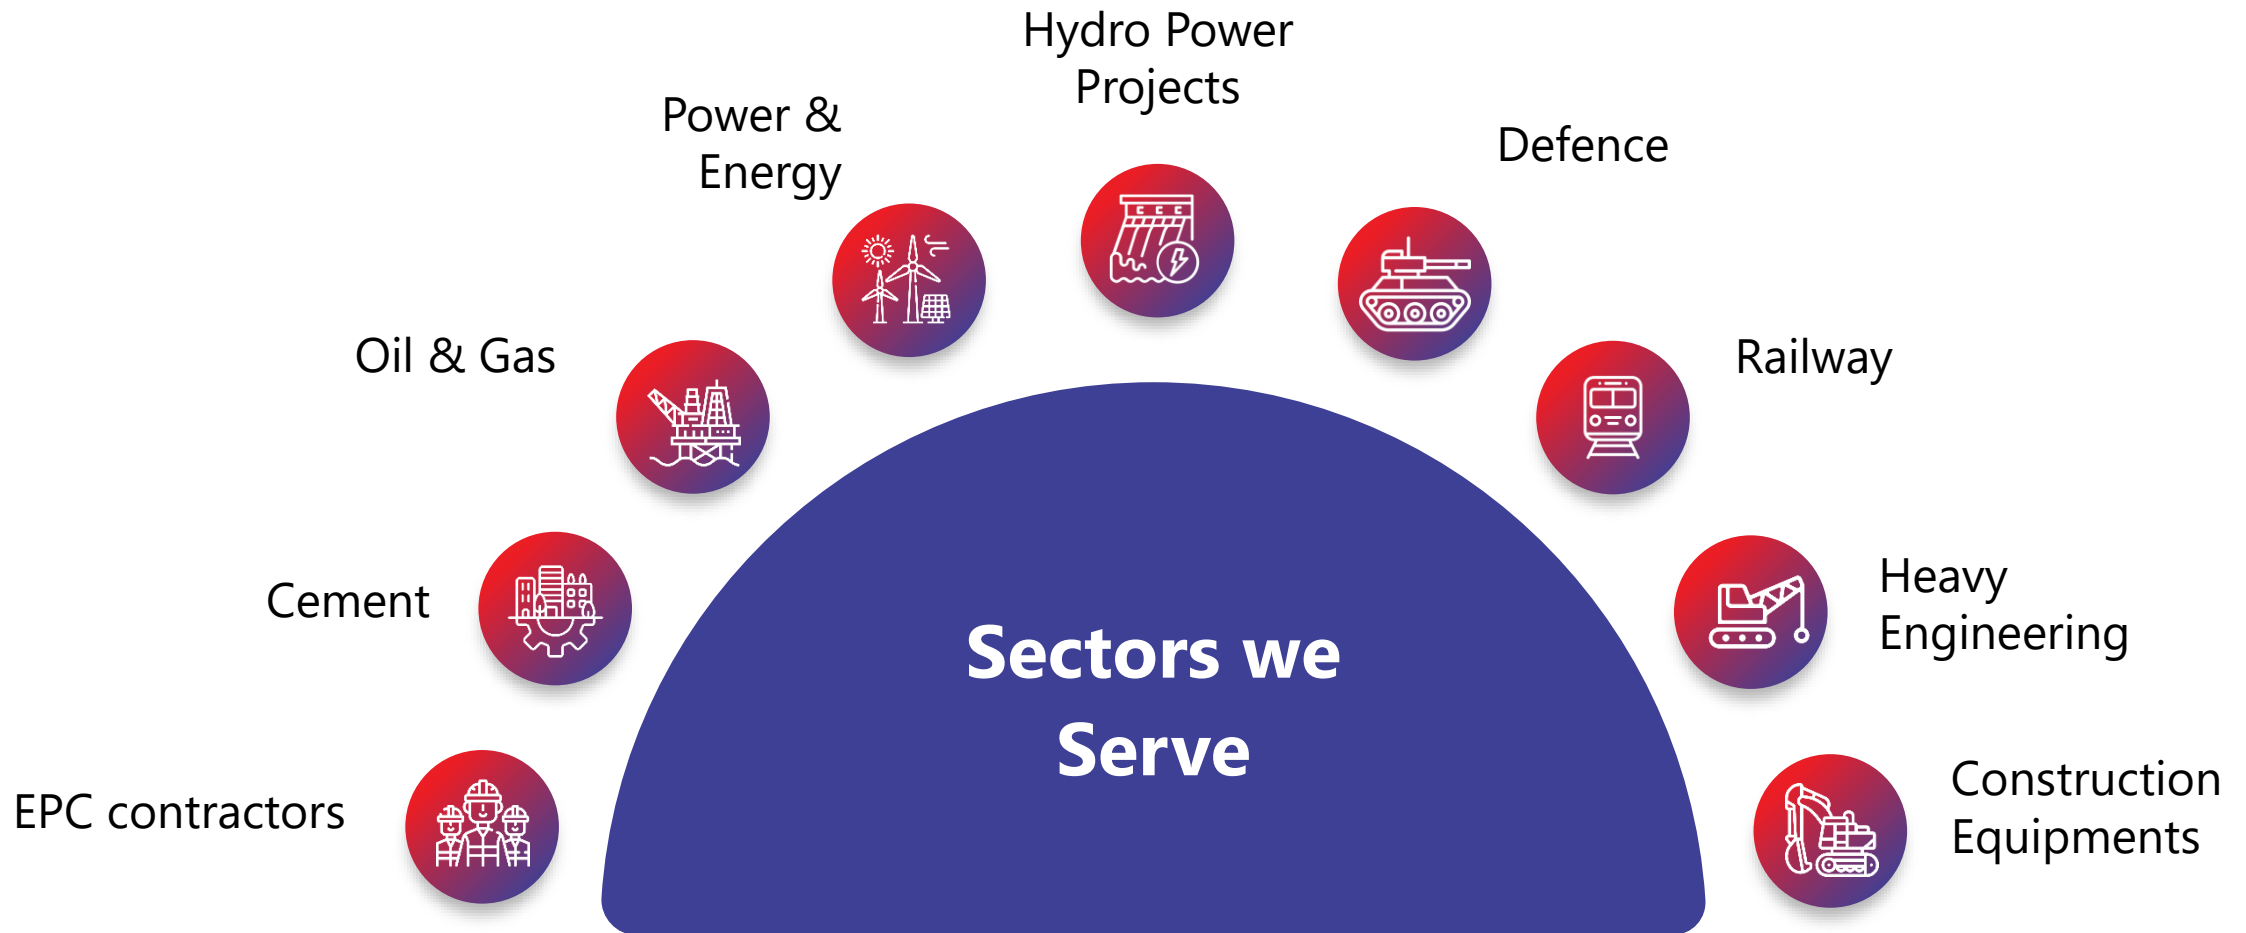 Hydro Power
Projects
Power &
Energy
Defence
Oil & Gas
Railway
Cement
Heavy
Engineering
EPC contractors
Construction
Equipments
Sectors we
Serve